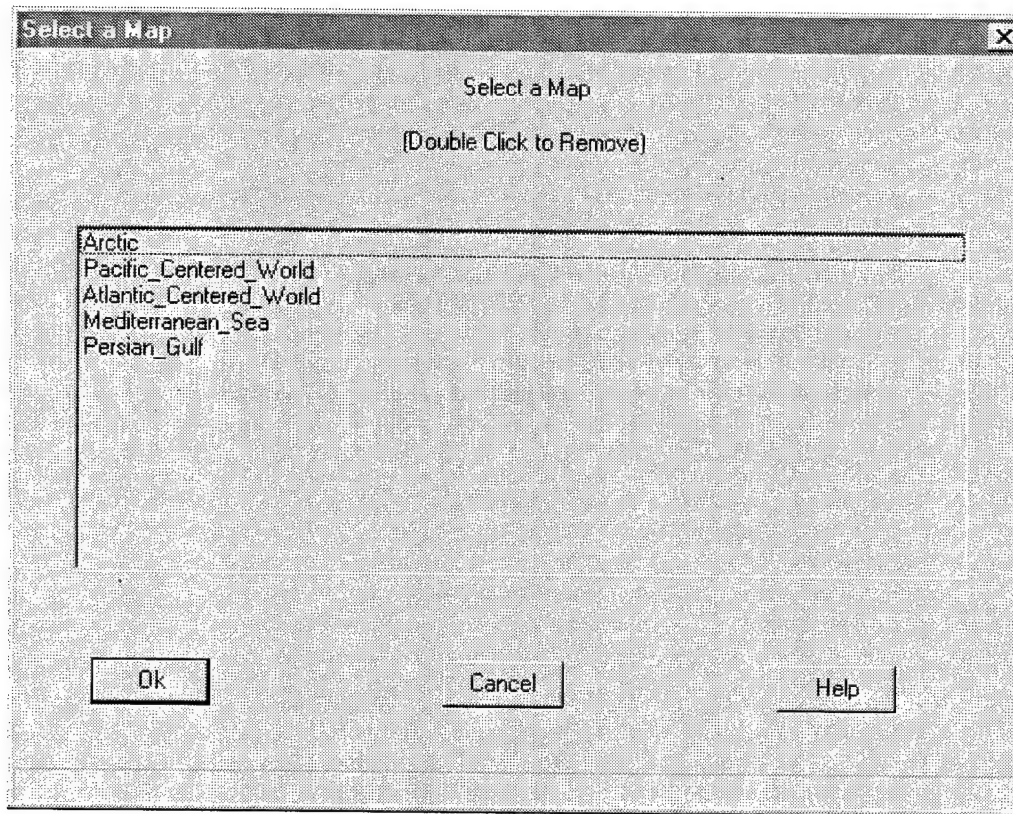 Select a Map
Select a Map
(Double Click to Remove)
Arctic
Pacific_Centered_World
Atlantic_Centered_World
Mediterranean_Sea
Persian_Gulf
Ok
Cancel
Help